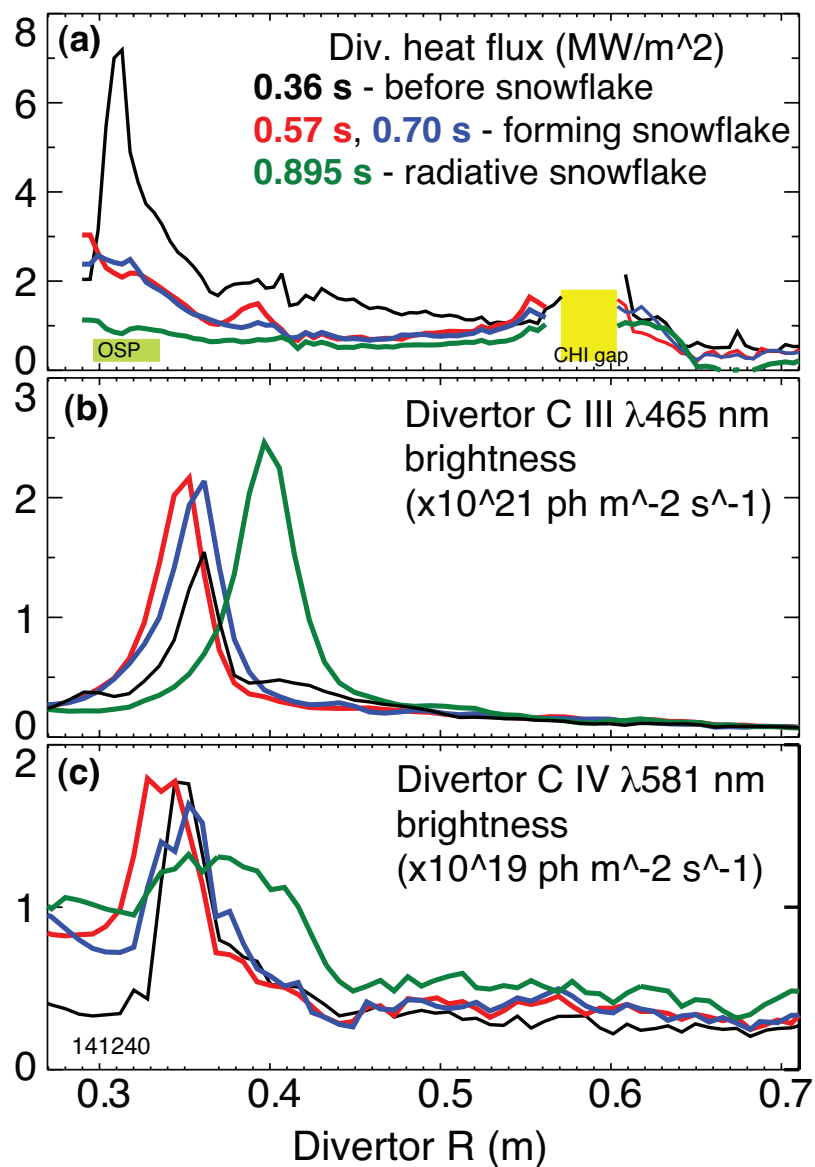 (a) Div. heat flux (MW/m^2)
0.36 s - before snowflake
0.57 s, 0.70 s - forming snowflake
0.895 s - radiative snowflake
8
6
4
2
0
OSP
CHI gap
(b) Divertor C III λ465 nm
brightness
(x10^21 ph m^-2 s^-1)
3
2
1
0
(c) Divertor C IV λ581 nm
brightness
(x10^19 ph m^-2 s^-1)
2
1
0
141240
0.3 0.4 0.5 0.6 0.7
Divertor R (m)